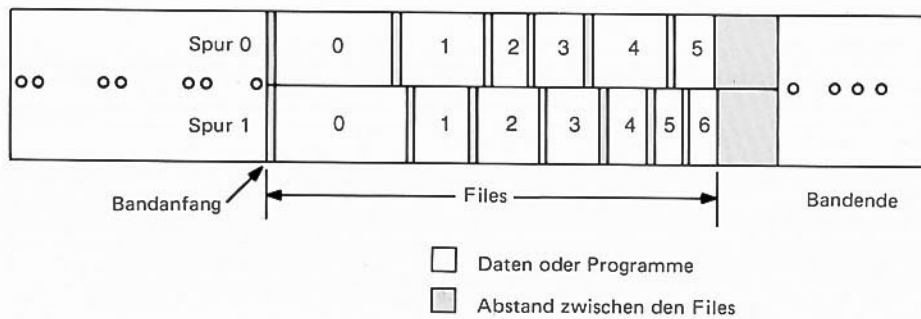 Spur 0 0 1 2 3 4 5
Spur 1 0 1 2 3 4 5 6
Bandanfang Files Bandende
Daten oder Programme
Abstand zwischen den Files